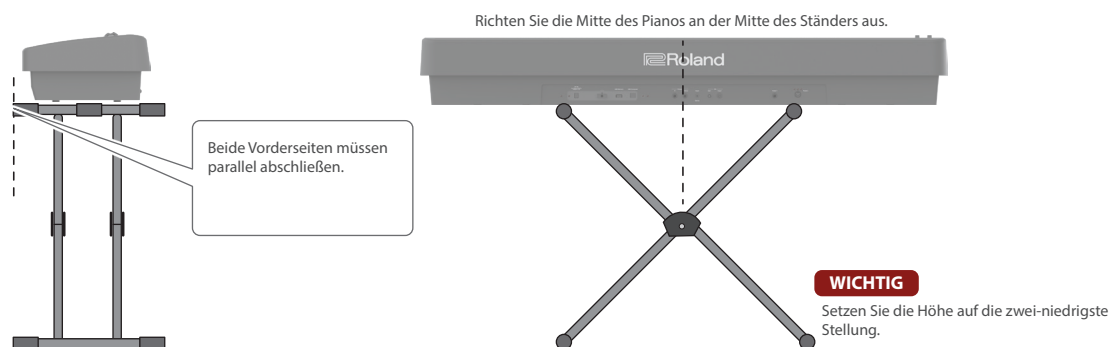 Richten Sie die Mitte des Pianos an der Mitte des Ständers aus.
Roland
Beide Vorderseiten müssen
parallel abschließen.
WICHTIG
Setzen Sie die Höhe auf die zwei-niedrigste
Stellung.